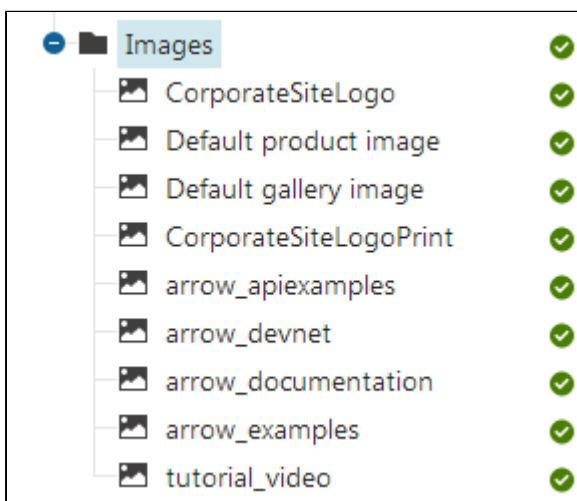 Images
CorporateSiteLogo
Default product image
Default gallery image
CorporateSiteLogoPrint
arrow_apiexamples
arrow_devnet
arrow_documentation
arrow_examples
tutorial_video